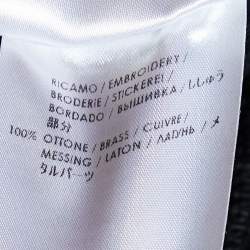 RICAMO / EMBROIDERY /
BRODERIE / STICKEREI /
BORDADO / ВЫШИВКА / ししゅう
部分
100% OTTONE / BRASS / CUIVRE /
MESSING / LATON / ЛАТУНЬ / メ
タルパーツ